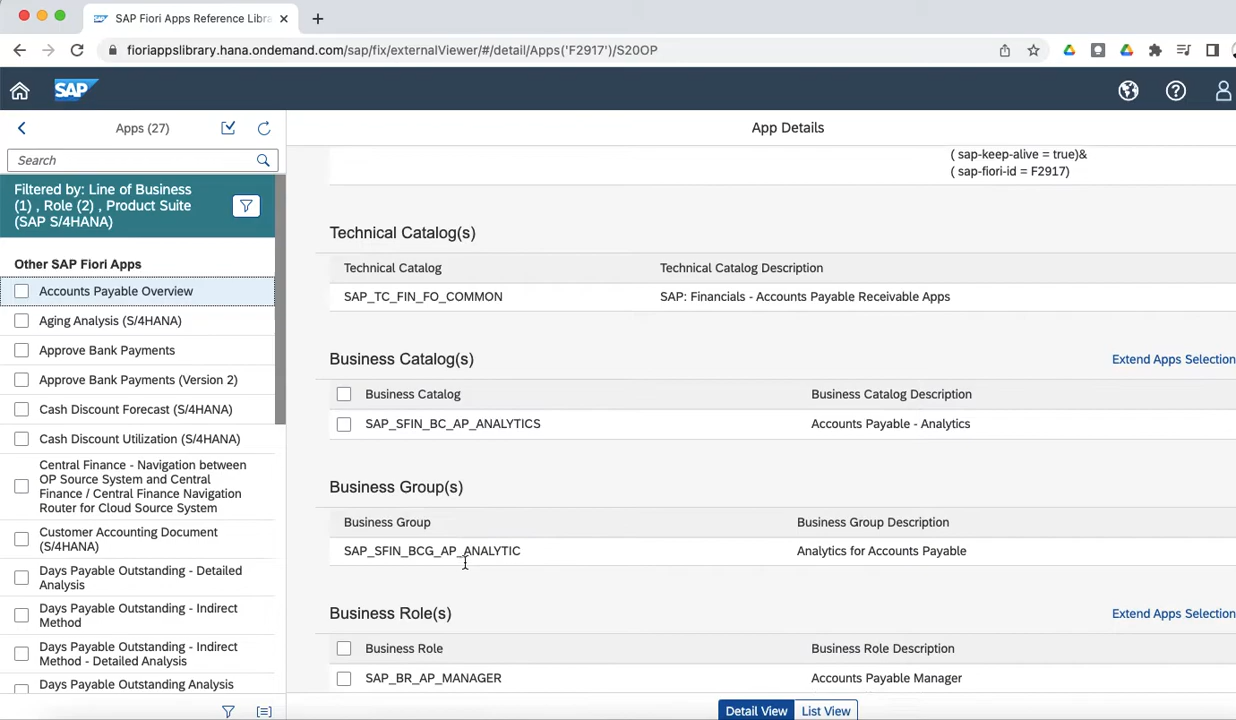 SAP Fiori Apps Reference Libra
fioriappslibrary.hana.ondemand.com/sap/fix/externalViewer/#/detail/Apps('F2917')/S20OP
SAP
Apps (27)
App Details
Search
Filtered by: Line of Business
(1) , Role (2) , Product Suite
(SAP S/4HANA)
Other SAP Fiori Apps
Accounts Payable Overview
Aging Analysis (S/4HANA)
Approve Bank Payments
Approve Bank Payments (Version 2)
Cash Discount Forecast (S/4HANA)
Cash Discount Utilization (S/4HANA)
Central Finance - Navigation between
OP Source System and Central
Finance / Central Finance Navigation
Router for Cloud Source System
Customer Accounting Document
(S/4HANA)
Days Payable Outstanding - Detailed
Analysis
Days Payable Outstanding - Indirect
Method
Days Payable Outstanding - Indirect
Method - Detailed Analysis
Days Payable Outstanding Analysis
( sap-keep-alive = true)&
( sap-fiori-id = F2917)
Technical Catalog(s)
Technical Catalog Technical Catalog Description
SAP_TC_FIN_FO_COMMON SAP: Financials - Accounts Payable Receivable Apps
Business Catalog(s) Extend Apps Selection
Business Catalog Business Catalog Description
SAP_SFIN_BC_AP_ANALYTICS Accounts Payable - Analytics
Business Group(s)
Business Group Business Group Description
SAP_SFIN_BCG_AP_ANALYTIC Analytics for Accounts Payable
Business Role(s) Extend Apps Selection
Business Role Business Role Description
SAP_BR_AP_MANAGER Accounts Payable Manager
Detail View List View